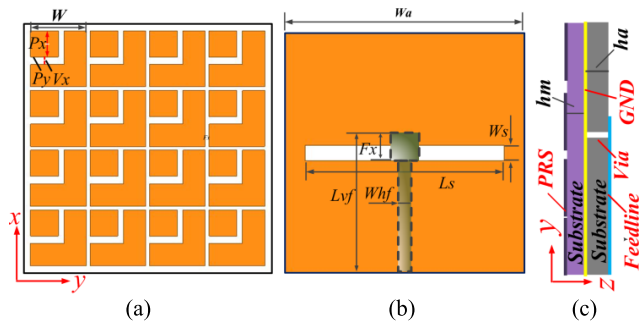 W
Px
Py Vx
x
y
(a)
Wa
Ws
Fx
Ls
Lvf
Whf
(b)
ha
hm
GND
Via
PRS
Substrate
Substrate
Feedline
y
z
(c)